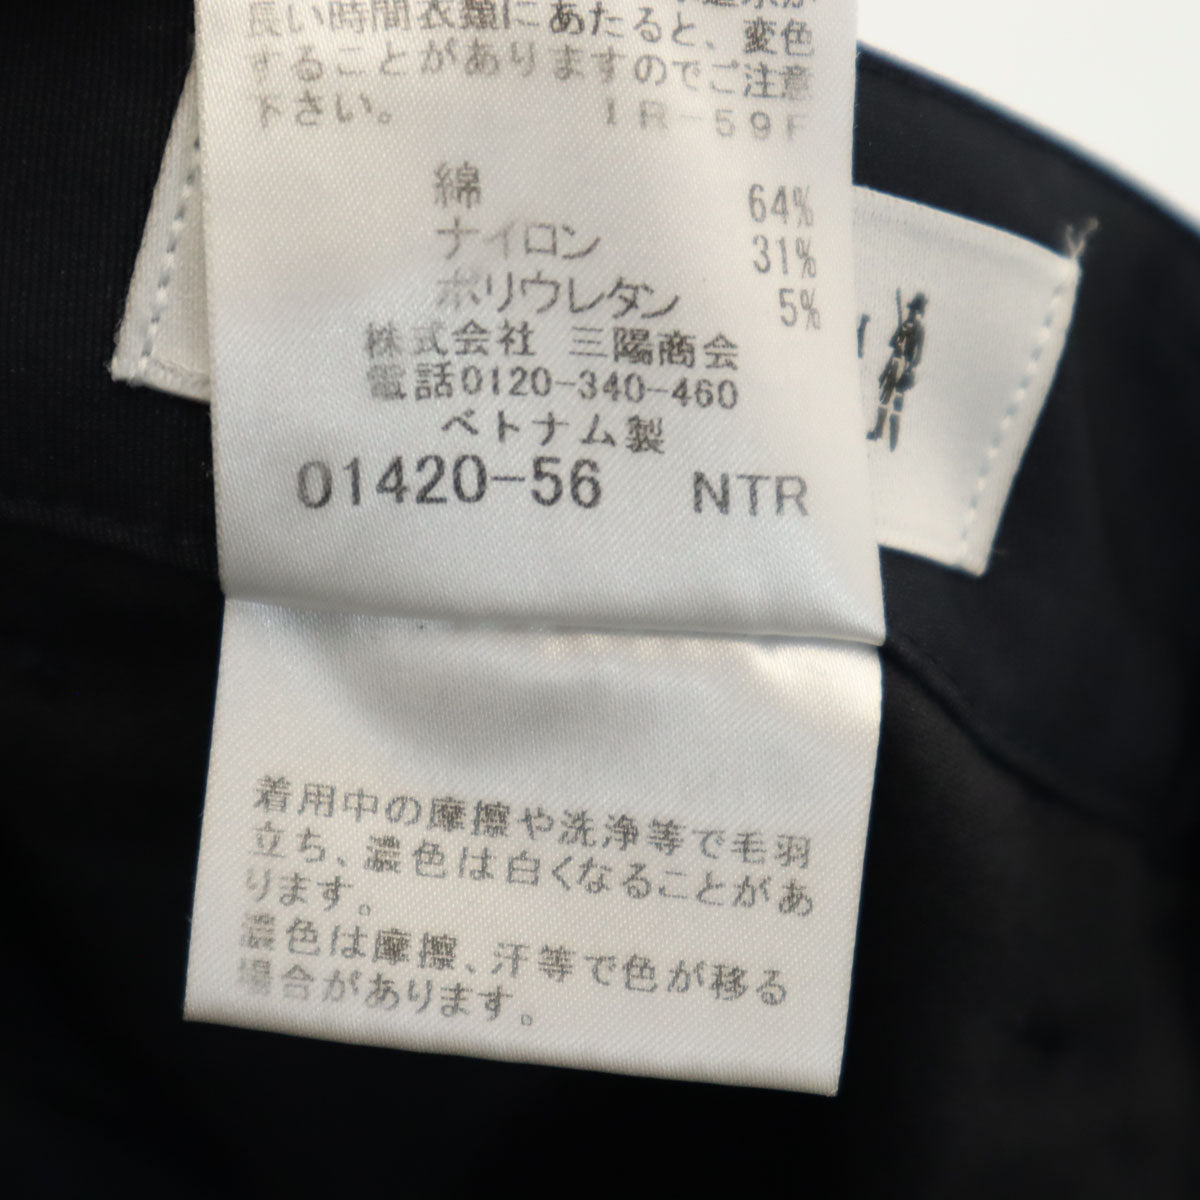 長い時間衣類にあたると、変色
することがありますのでご注意
下さい。 1R-59F
綿 64%
ナイロン 31%
ポリウレタン 5%
株式会社 三陽商会
電話0120-340-460
ベトナム製
01420-56 NTR
着用中の摩擦や洗浄等で毛羽
立ち、濃色は白くなることがあ
ります。
濃色は摩擦、汗等で色が移る
場合があります。